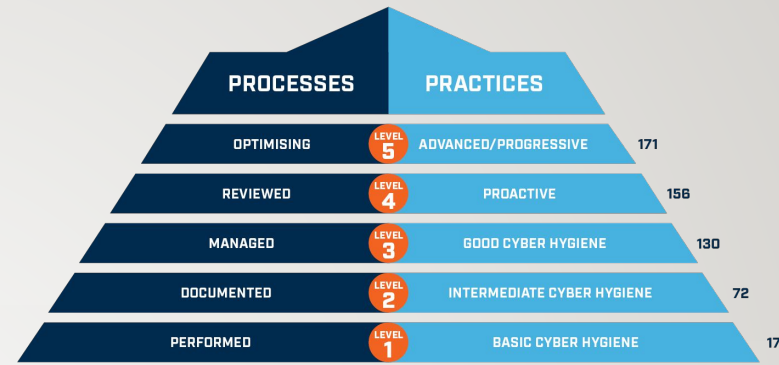 PROCESSES PRACTICES
OPTIMISING LEVEL 5 ADVANCED/PROGRESSIVE 171
REVIEWED LEVEL 4 PROACTIVE 156
MANAGED LEVEL 3 GOOD CYBER HYGIENE 130
DOCUMENTED LEVEL 2 INTERMEDIATE CYBER HYGIENE 72
PERFORMED LEVEL 1 BASIC CYBER HYGIENE 17